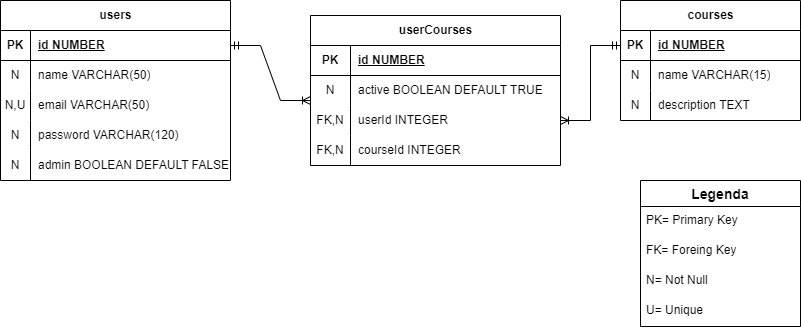 users
PK id NUMBER
N name VARCHAR(50)
N,U email VARCHAR(50)
N password VARCHAR(120)
N admin BOOLEAN DEFAULT FALSE
userCourses
PK id NUMBER
N active BOOLEAN DEFAULT TRUE
FK,N userId INTEGER
FK,N courseId INTEGER
courses
PK id NUMBER
N name VARCHAR(15)
N description TEXT
Legenda
PK= Primary Key
FK= Foreing Key
N= Not Null
U= Unique